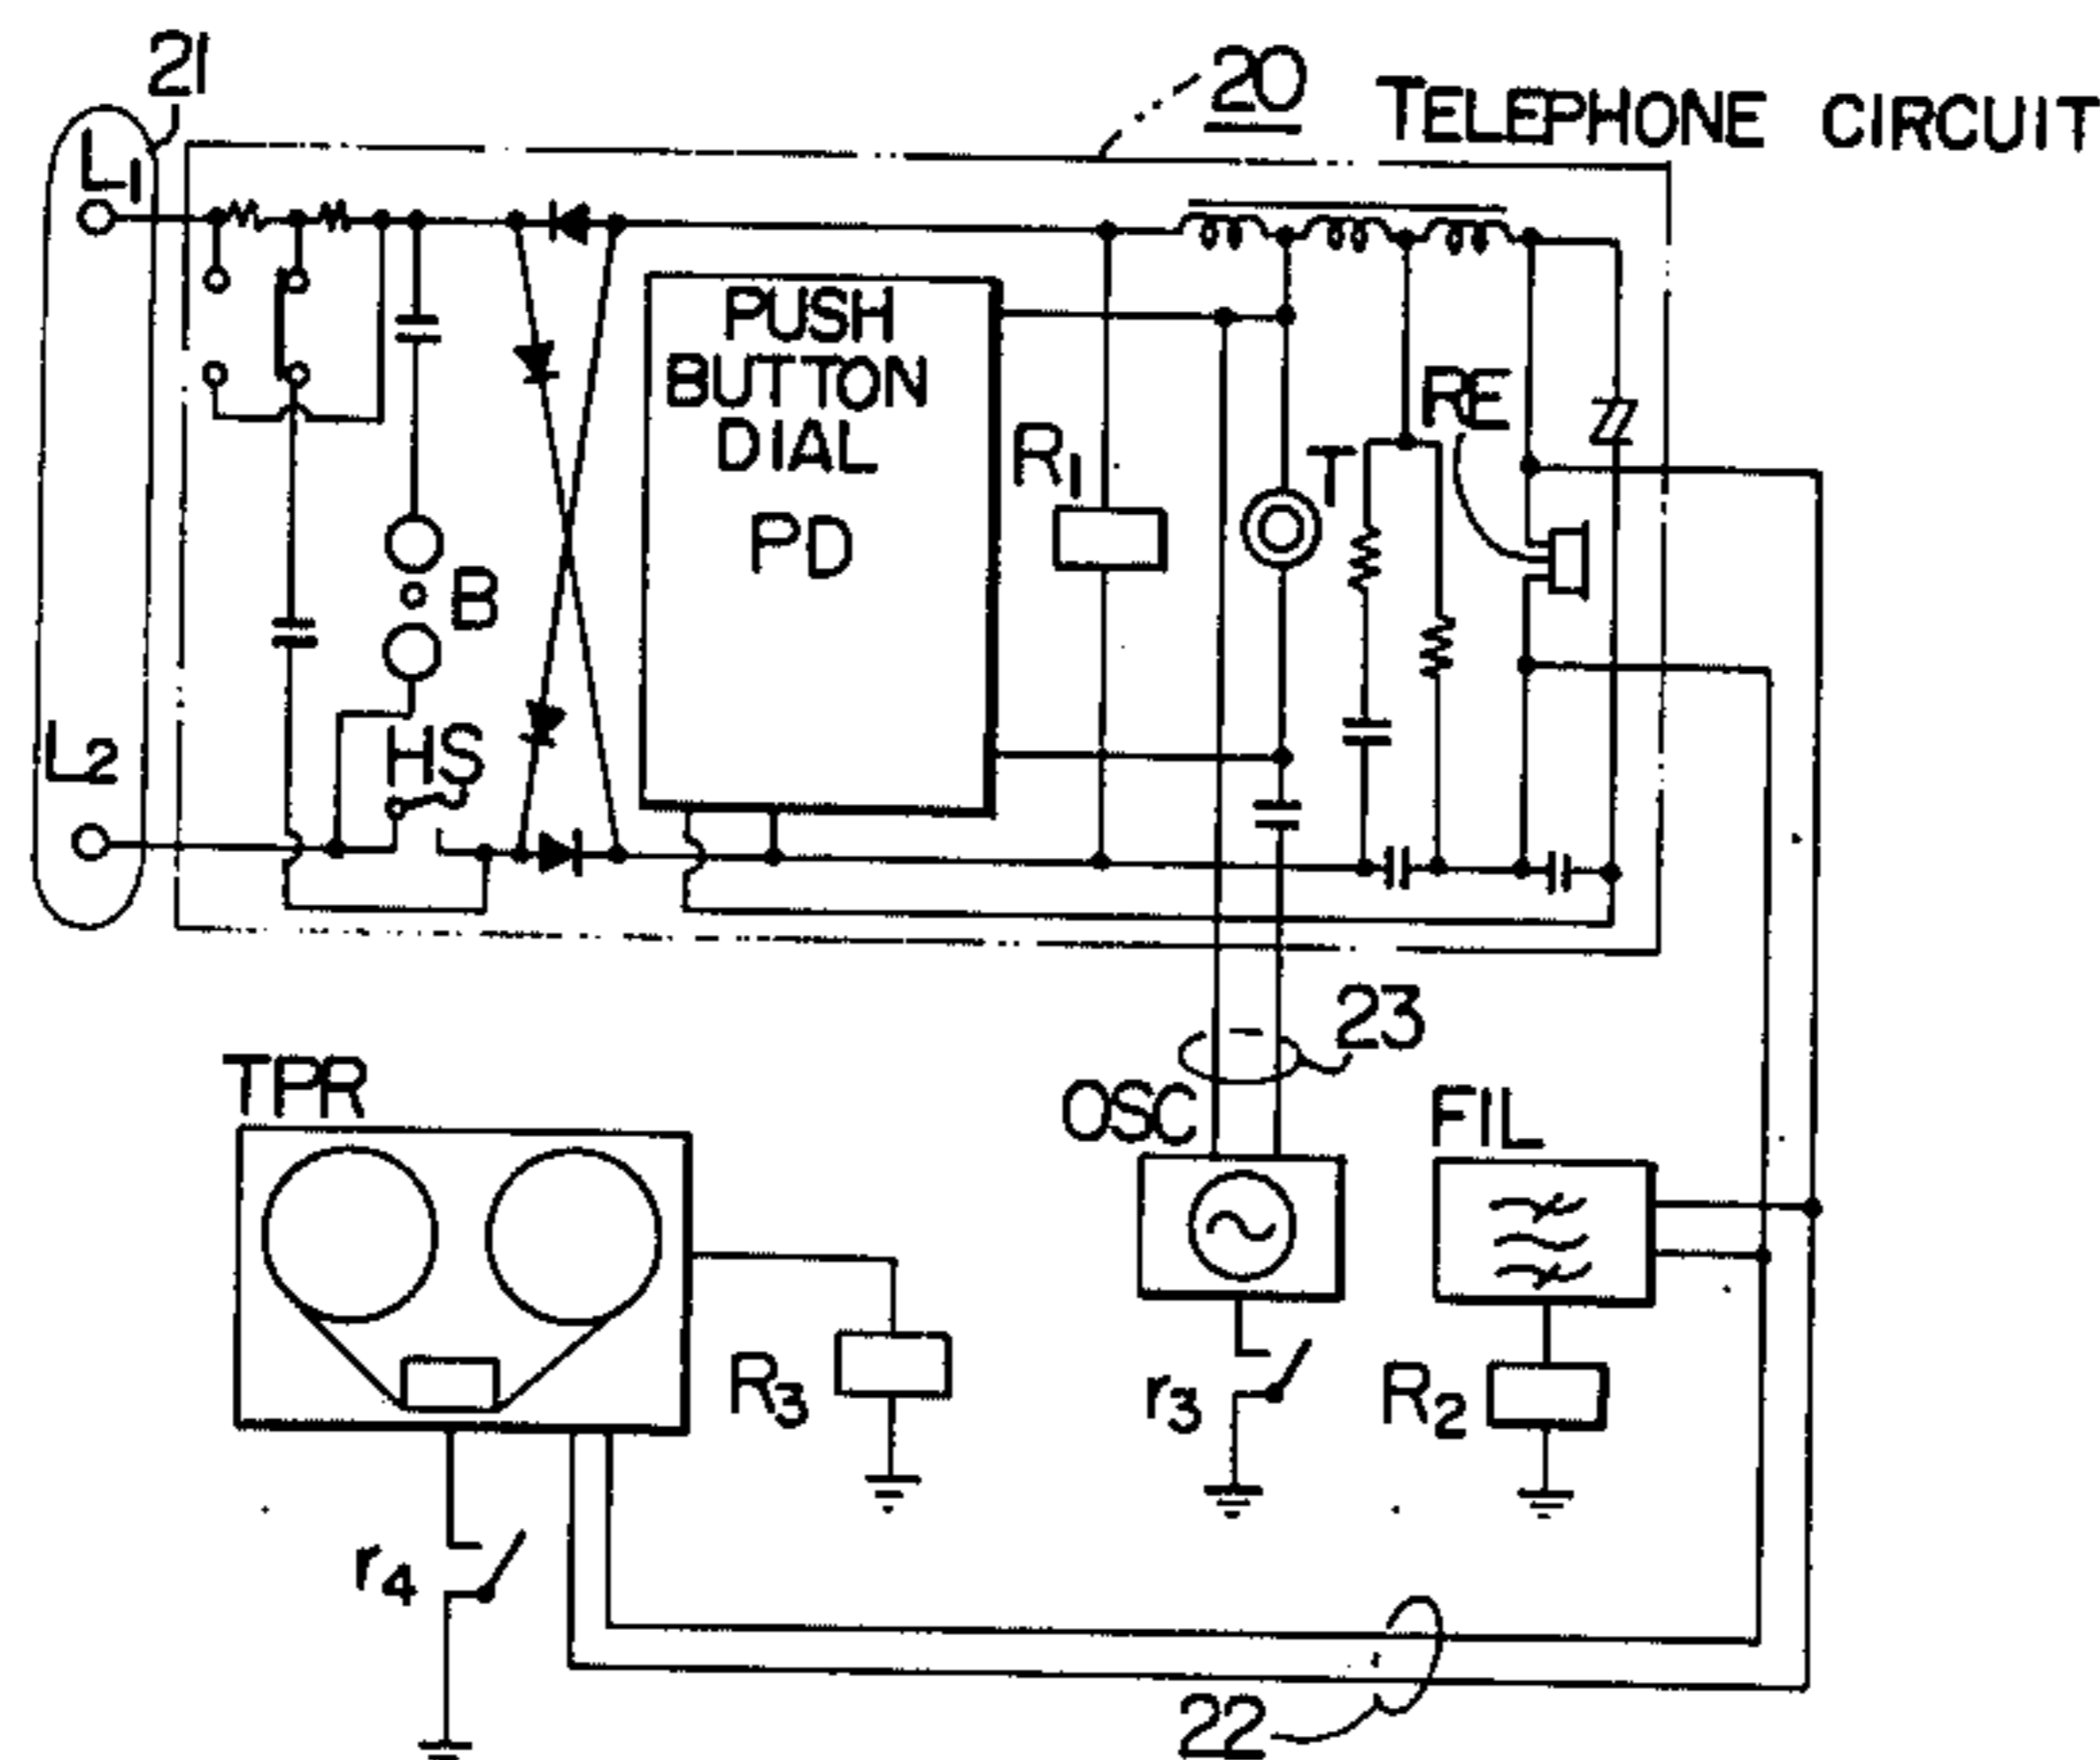 21
20
TELEPHONE CIRCUIT
L1
PUSH
BUTTON
DIAL
PD
R1
T
RE
B
HS
L2
23
TPR
OSC
FIL
R3
r3
R2
r4
22